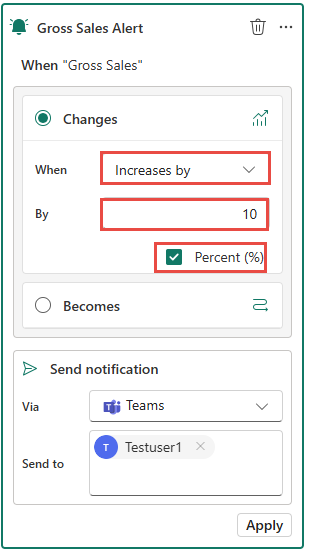 Gross Sales Alert
When "Gross Sales"
Changes
When Increases by
By 10
Percent (%)
Becomes
Send notification
Via Teams
T Testuser1
Send to
Apply